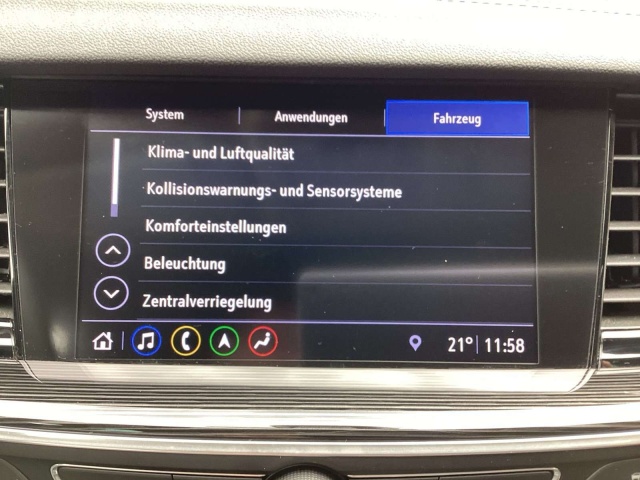 System Anwendungen Fahrzeug
Klima- und Luftqualität
Kollisionswarnungs- und Sensorsysteme
Komforteinstellungen
Beleuchtung
Zentralverriegelung
21° 11:58